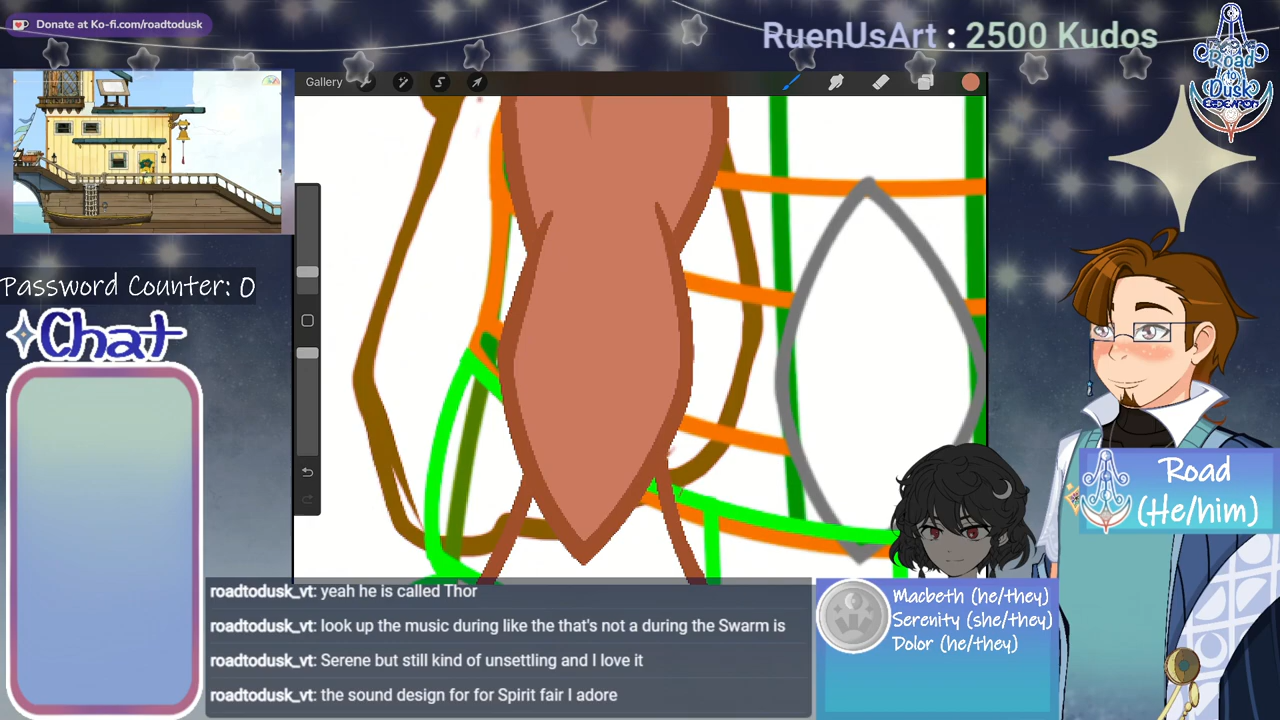 Donate at Ko-fi.com/roadtodusk
RuenUsArt : 2500 Kudos
Road
to
Dusk
Gallery
Password Counter: 0
Chat
Road
(He/him)
roadtodusk_vt: yeah he is called Thor
roadtodusk_vt: look up the music during like the that's not a during the Swarm is
roadtodusk_vt: Serene but still kind of unsettling and I love it
roadtodusk_vt: the sound design for for Spirit fair I adore
Macbeth (he/they)
Serenity (she/they)
Dolor (he/they)